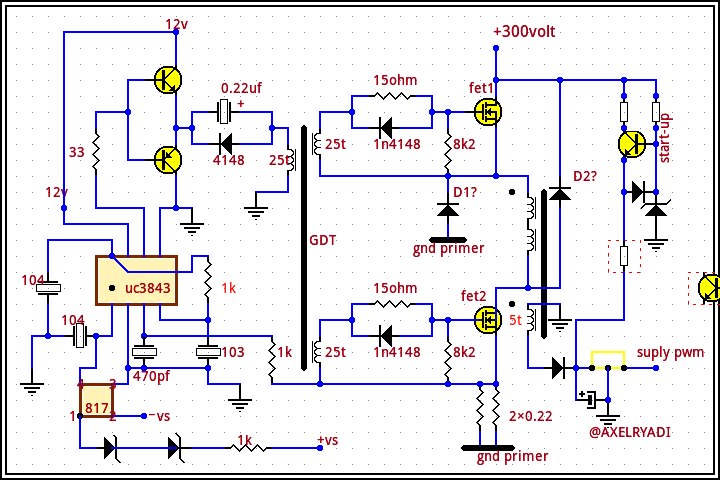 12v
+300volt
0.22uf
+
15ohm
fet1
33
4148
25t
25t
1n4148
8k2
start-up
12v
D1?
D2?
GDT
gnd primer
104
uc3843
1k
15ohm
fet2
5t
104
1k
25t
1n4148
8k2
103
470pf
suply pwm
4
3
817
1
2
-vs
+
2×0.22
@AXELRYADI
1k
+vs
gnd primer